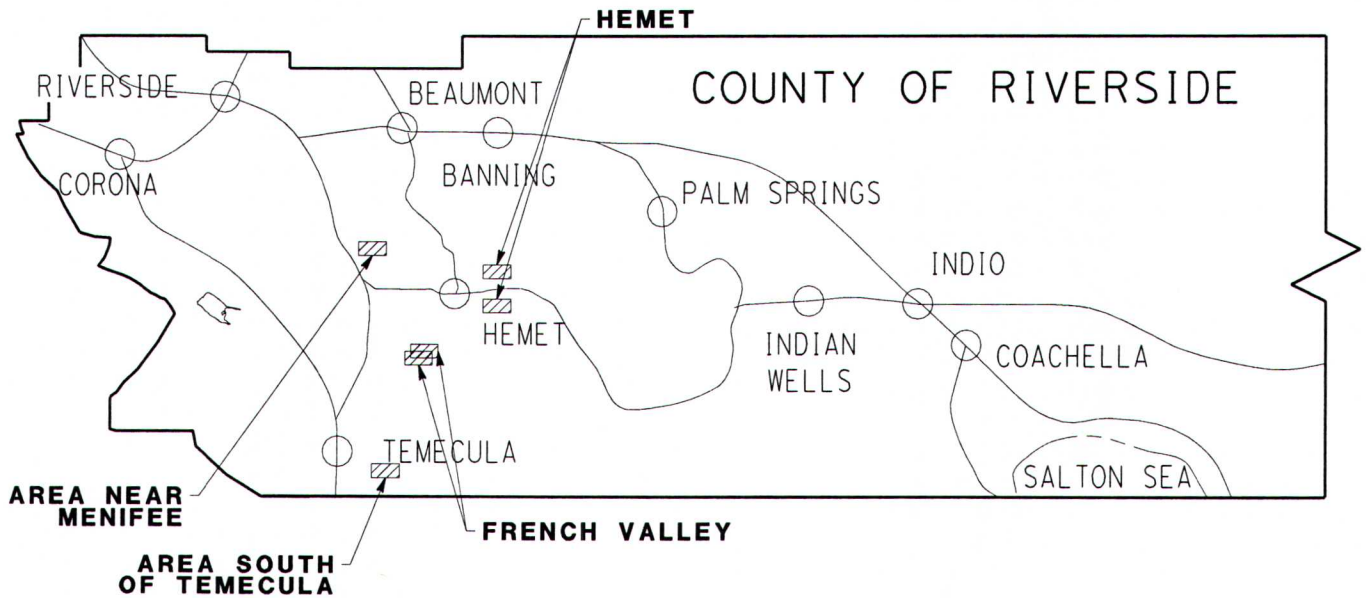 HEMET
COUNTY OF RIVERSIDE
RIVERSIDE
BEAUMONT
CORONA
BANNING
PALM SPRINGS
INDIO
HEMET
INDIAN
WELLS
COACHELLA
TEMECULA
SALTON SEA
AREA NEAR
MENIFEE
FRENCH VALLEY
AREA SOUTH
OF TEMECULA